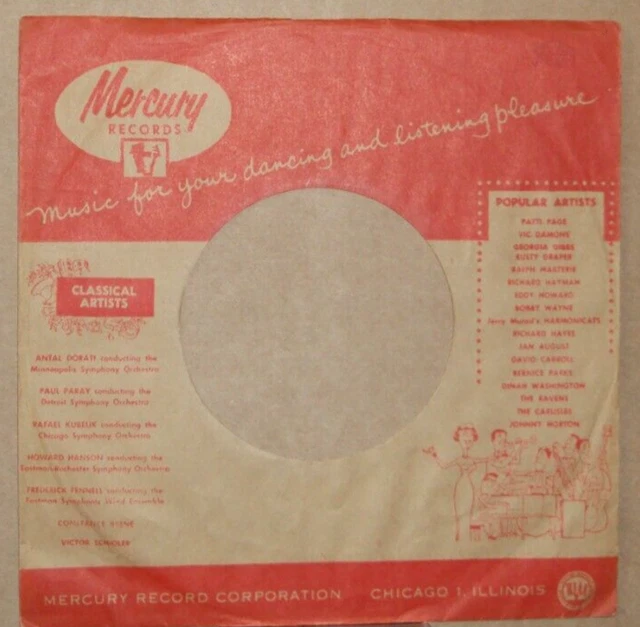 Mercury
RECORDS
Music for your dancing and listening pleasure
POPULAR ARTISTS
PATTI PAGE
VIC DAMONE
GEORGIA GIBBS
RUSTY DRAPER
RALPH MARTERIE
RICHARD HAYMAN
EDDY HOWARD
BOBBY WAYNE
Jerry Murad's HARMONICATS
RICHARD HAYES
JAN AUGUST
DAVID CARROLL
BERNICE PARKS
DINAH WASHINGTON
THE RAVENS
THE CARLISLES
JOHNNY HORTON
CLASSICAL
ARTISTS
ANTAL DORATI conducting the
Minneapolis Symphony Orchestra
PAUL PARAY conducting the
Detroit Symphony Orchestra
RAFAEL KUBELIK conducting the
Chicago Symphony Orchestra
HOWARD HANSON conducting the
Eastman-Rochester Symphony Orchestra
FREDERICK FENNELL conducting the
Eastman Symphony Wind Ensemble
CONSTANCE KEENE
VICTOR SCHIOLER
MERCURY RECORD CORPORATION CHICAGO 1, ILLINOIS